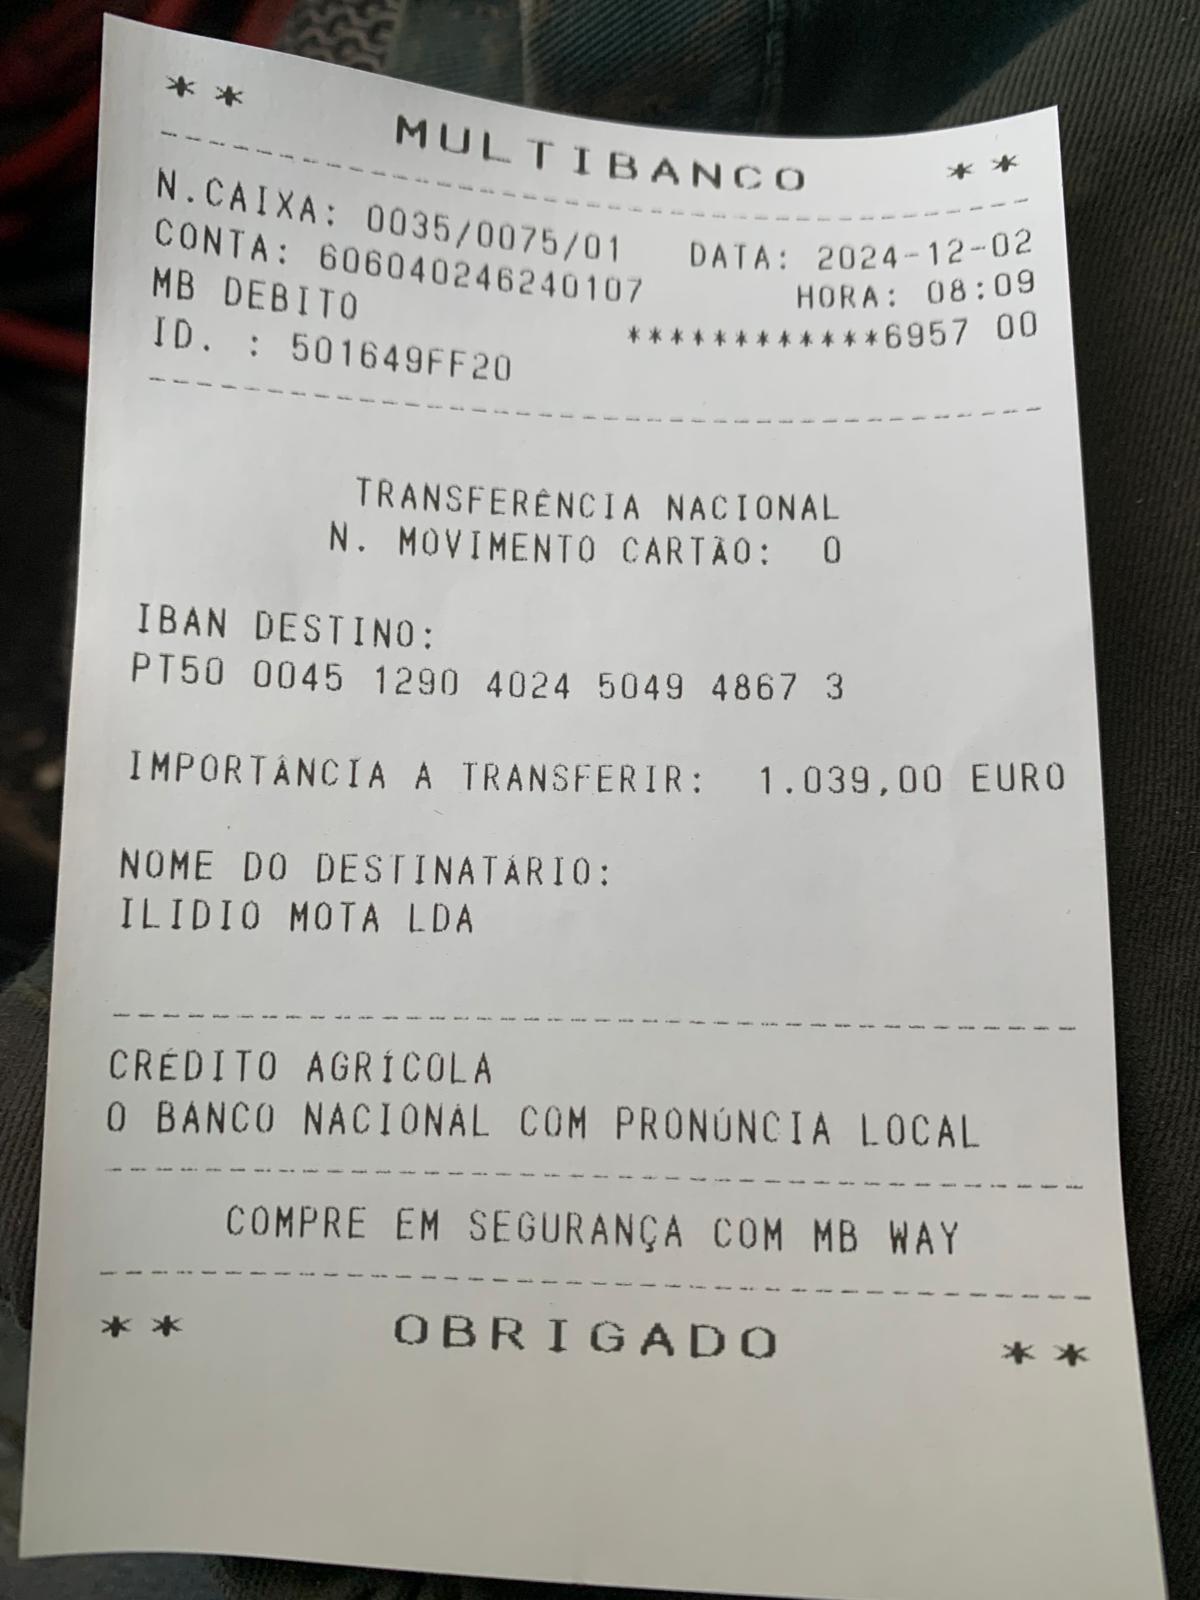 ** MULTIBANCO **
N.CAIXA: 0035/0075/01 DATA: 2024-12-02
CONTA: 606040246240107 HORA: 08:09
MB DEBITO ************6957 00
ID. : 501649FF20
TRANSFERÊNCIA NACIONAL
N. MOVIMENTO CARTÃO: 0
IBAN DESTINO:
PT50 0045 1290 4024 5049 4867 3
IMPORTÂNCIA A TRANSFERIR: 1.039,00 EURO
NOME DO DESTINATÁRIO:
ILIDIO MOTA LDA
CRÉDITO AGRÍCOLA
O BANCO NACIONAL COM PRONÚNCIA LOCAL
COMPRE EM SEGURANÇA COM MB WAY
** OBRIGADO **